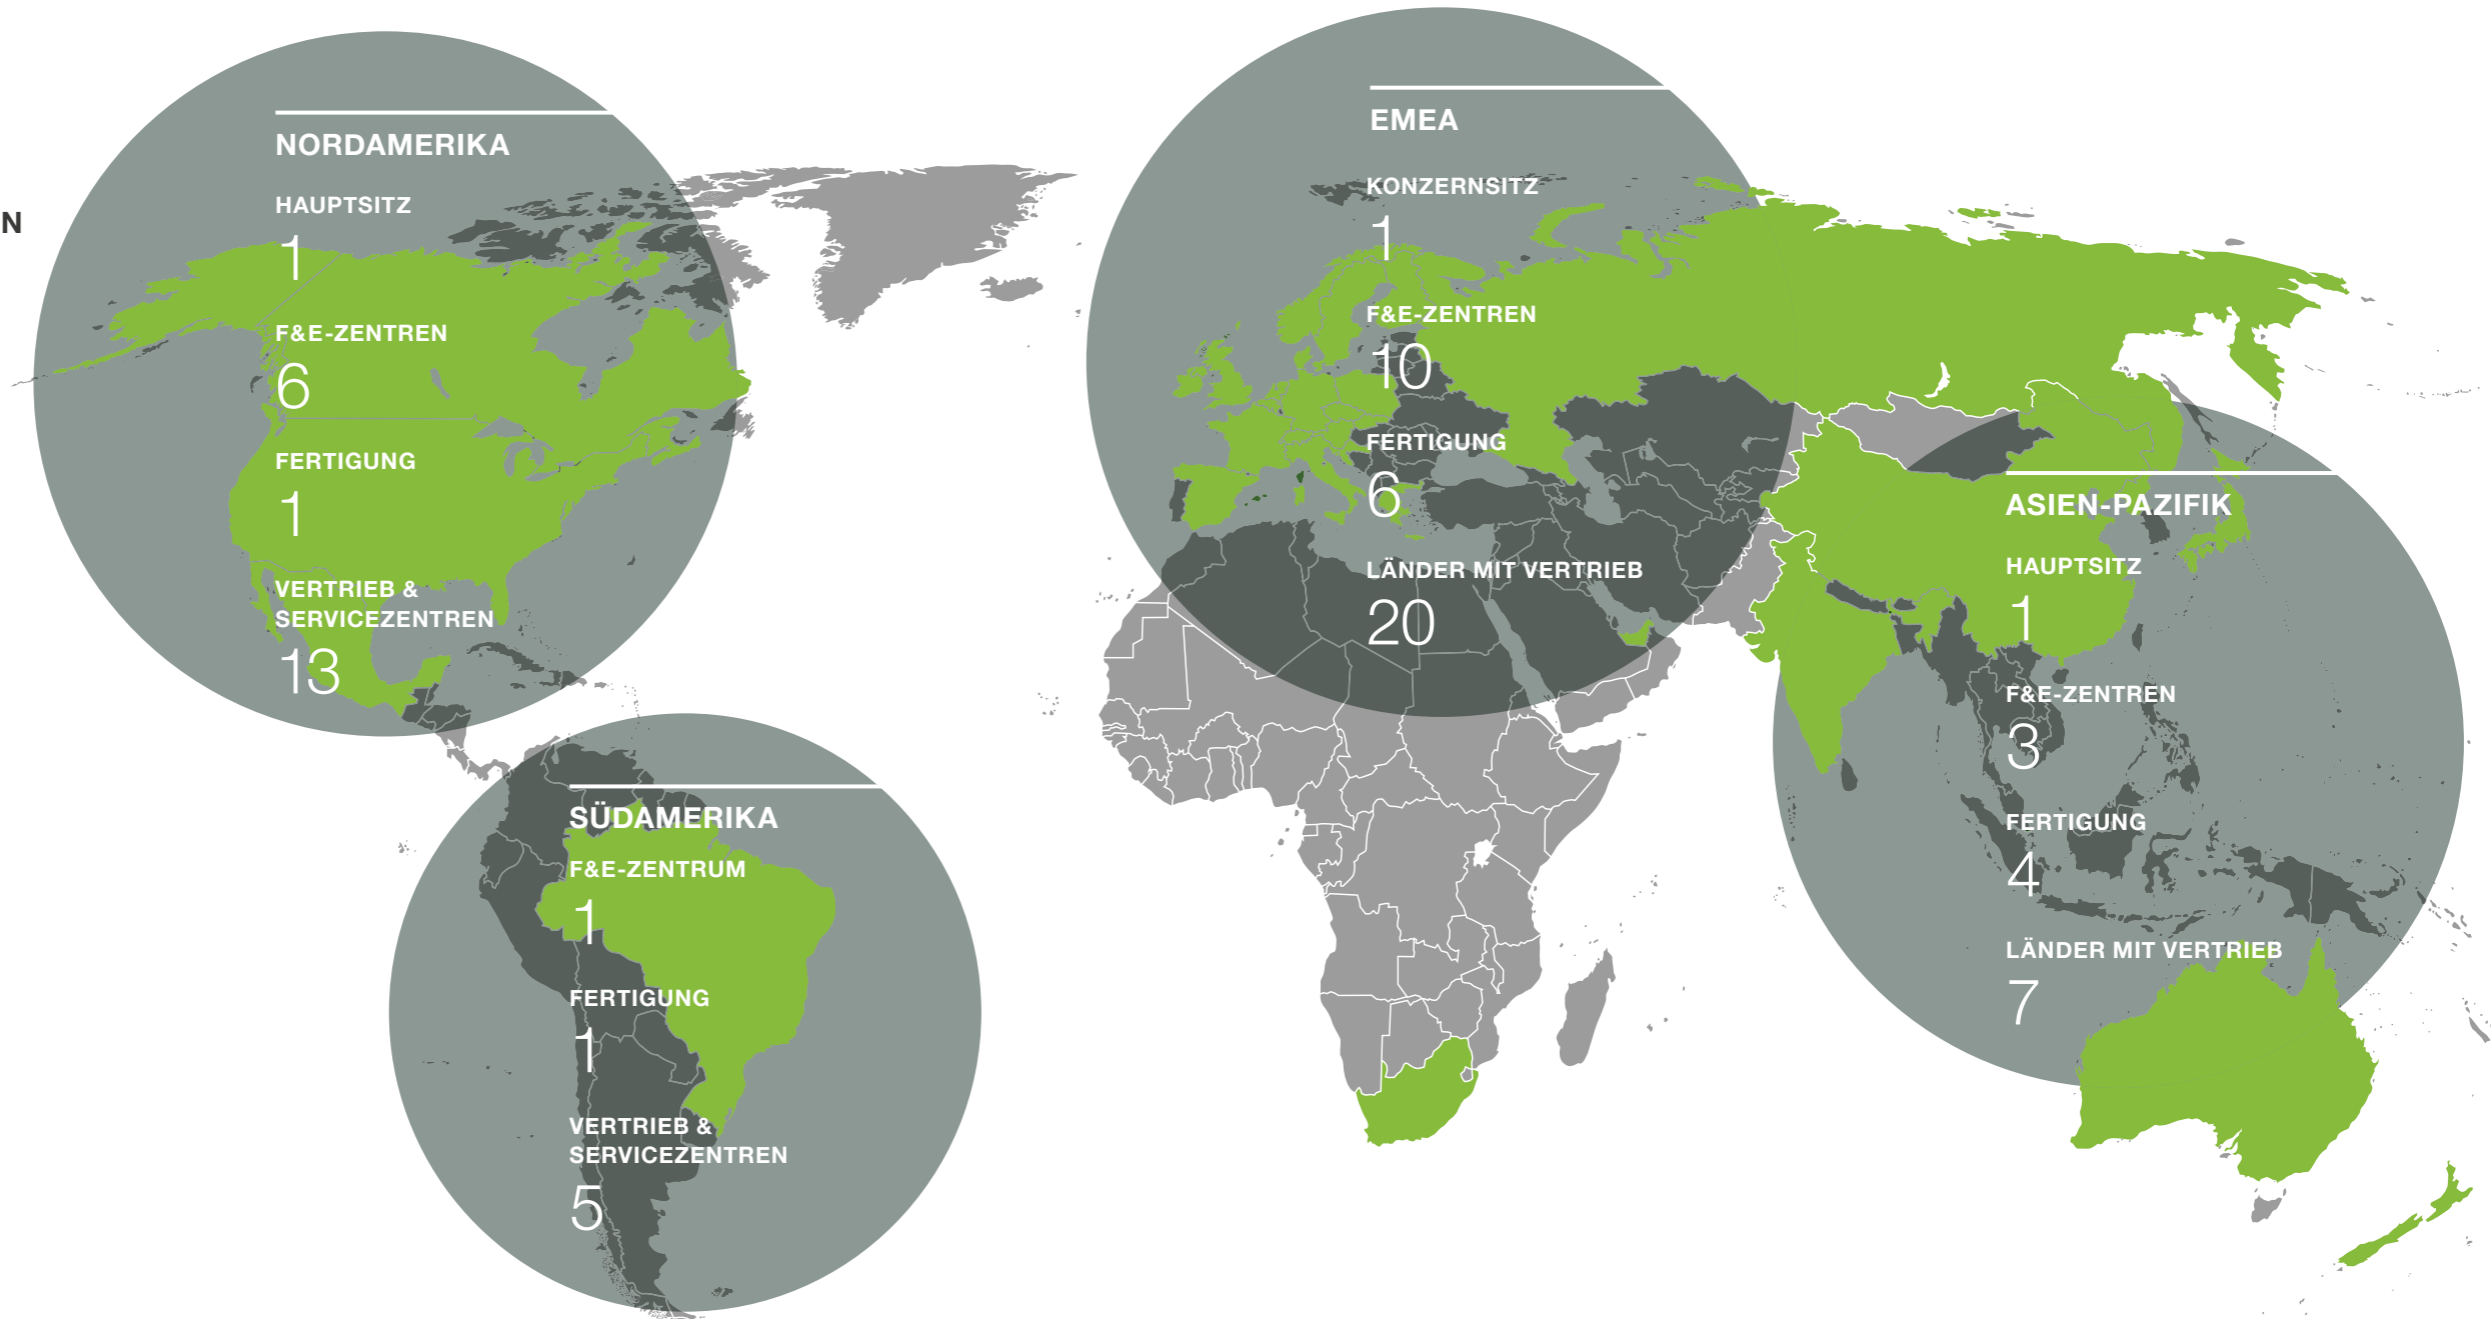 N
NORDAMERIKA
HAUPTSITZ
1
F&E-ZENTREN
6
FERTIGUNG
1
VERTRIEB &
SERVICEZENTREN
13
SÜDAMERIKA
F&E-ZENTRUM
1
FERTIGUNG
1
VERTRIEB &
SERVICEZENTREN
5
EMEA
KONZERNSITZ
1
F&E-ZENTREN
10
FERTIGUNG
6
LÄNDER MIT VERTRIEB
20
ASIEN-PAZIFIK
HAUPTSITZ
1
F&E-ZENTREN
3
FERTIGUNG
4
LÄNDER MIT VERTRIEB
7